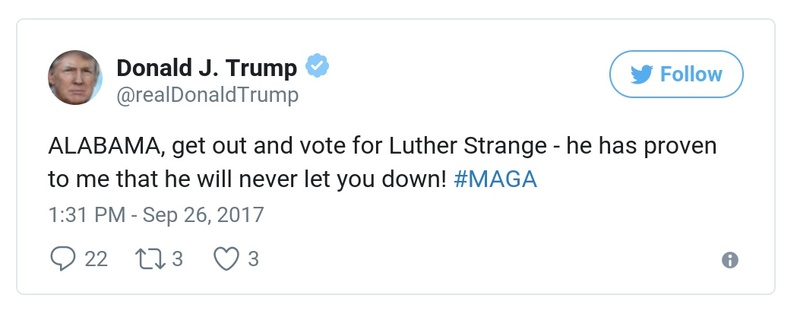 Donald J. Trump
Follow
@realDonaldTrump
ALABAMA, get out and vote for Luther Strange - he has proven
to me that he will never let you down! #MAGA
1:31 PM - Sep 26, 2017
22 3 3